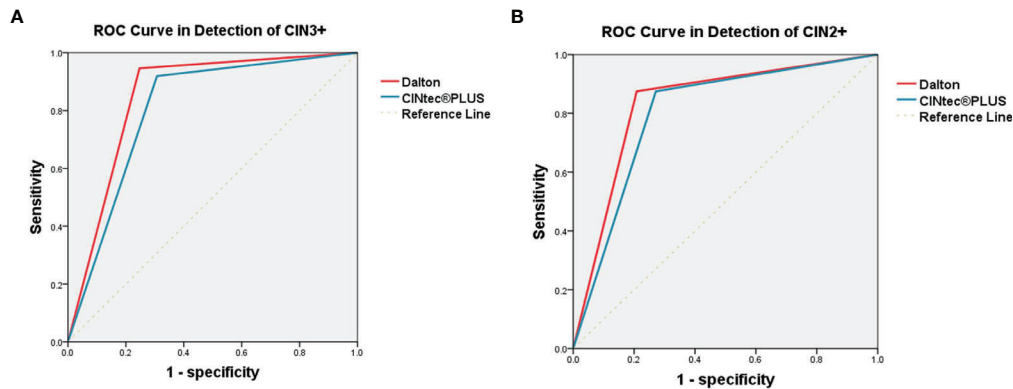 A
ROC Curve in Detection of CIN3+
1.0
0.8
0.6
0.4
0.2
0.0
Sensitivity
0.0 0.2 0.4 0.6 0.8 1.0
1 - specificity
Dalton
CINtec®PLUS
Reference Line
B
ROC Curve in Detection of CIN2+
1.0
0.8
0.6
0.4
0.2
0.0
Sensitivity
0.0 0.2 0.4 0.6 0.8 1.0
1 - specificity
Dalton
CINtec®PLUS
Reference Line